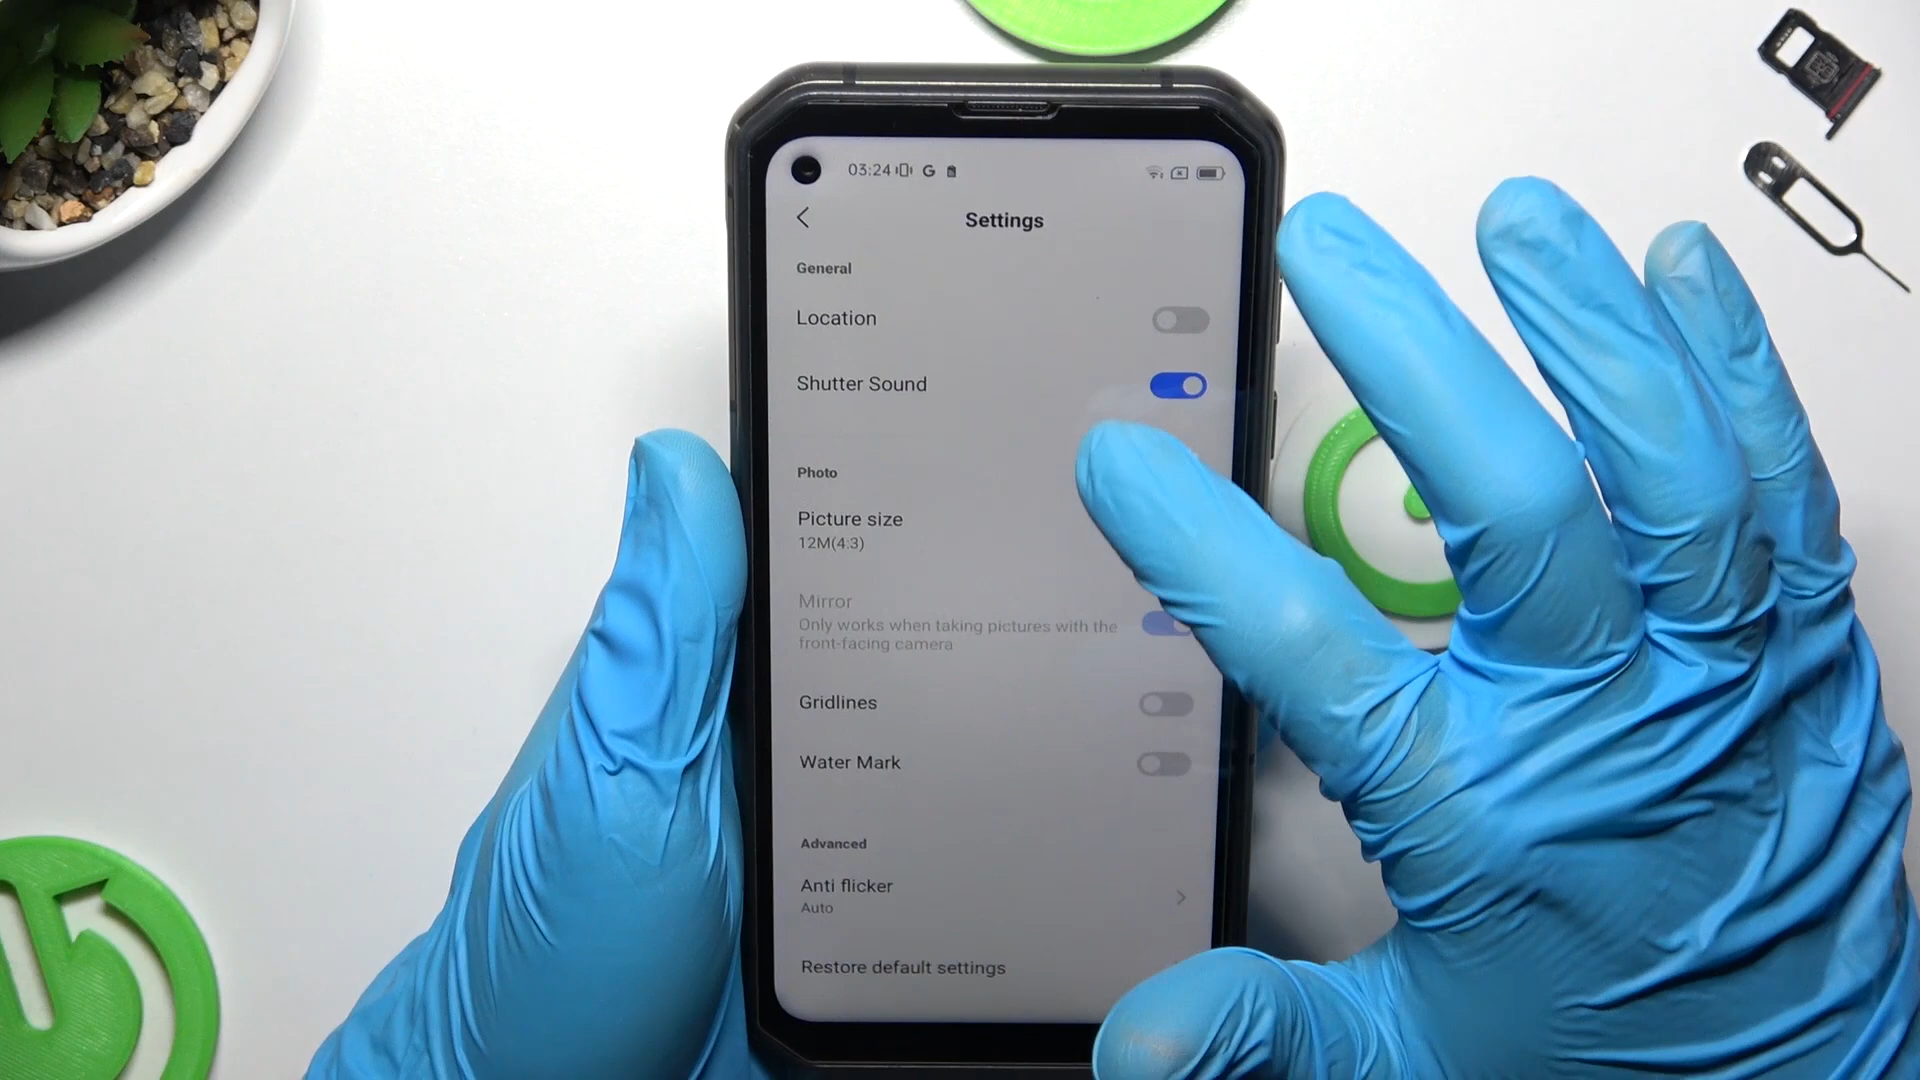 03:24 G
Settings
General
Location
Shutter Sound
Photo
Picture size
12M(4:3)
Mirror
Only works when taking pictures with the
front-facing camera
Gridlines
Water Mark
Advanced
Anti flicker
Auto
Restore default settings